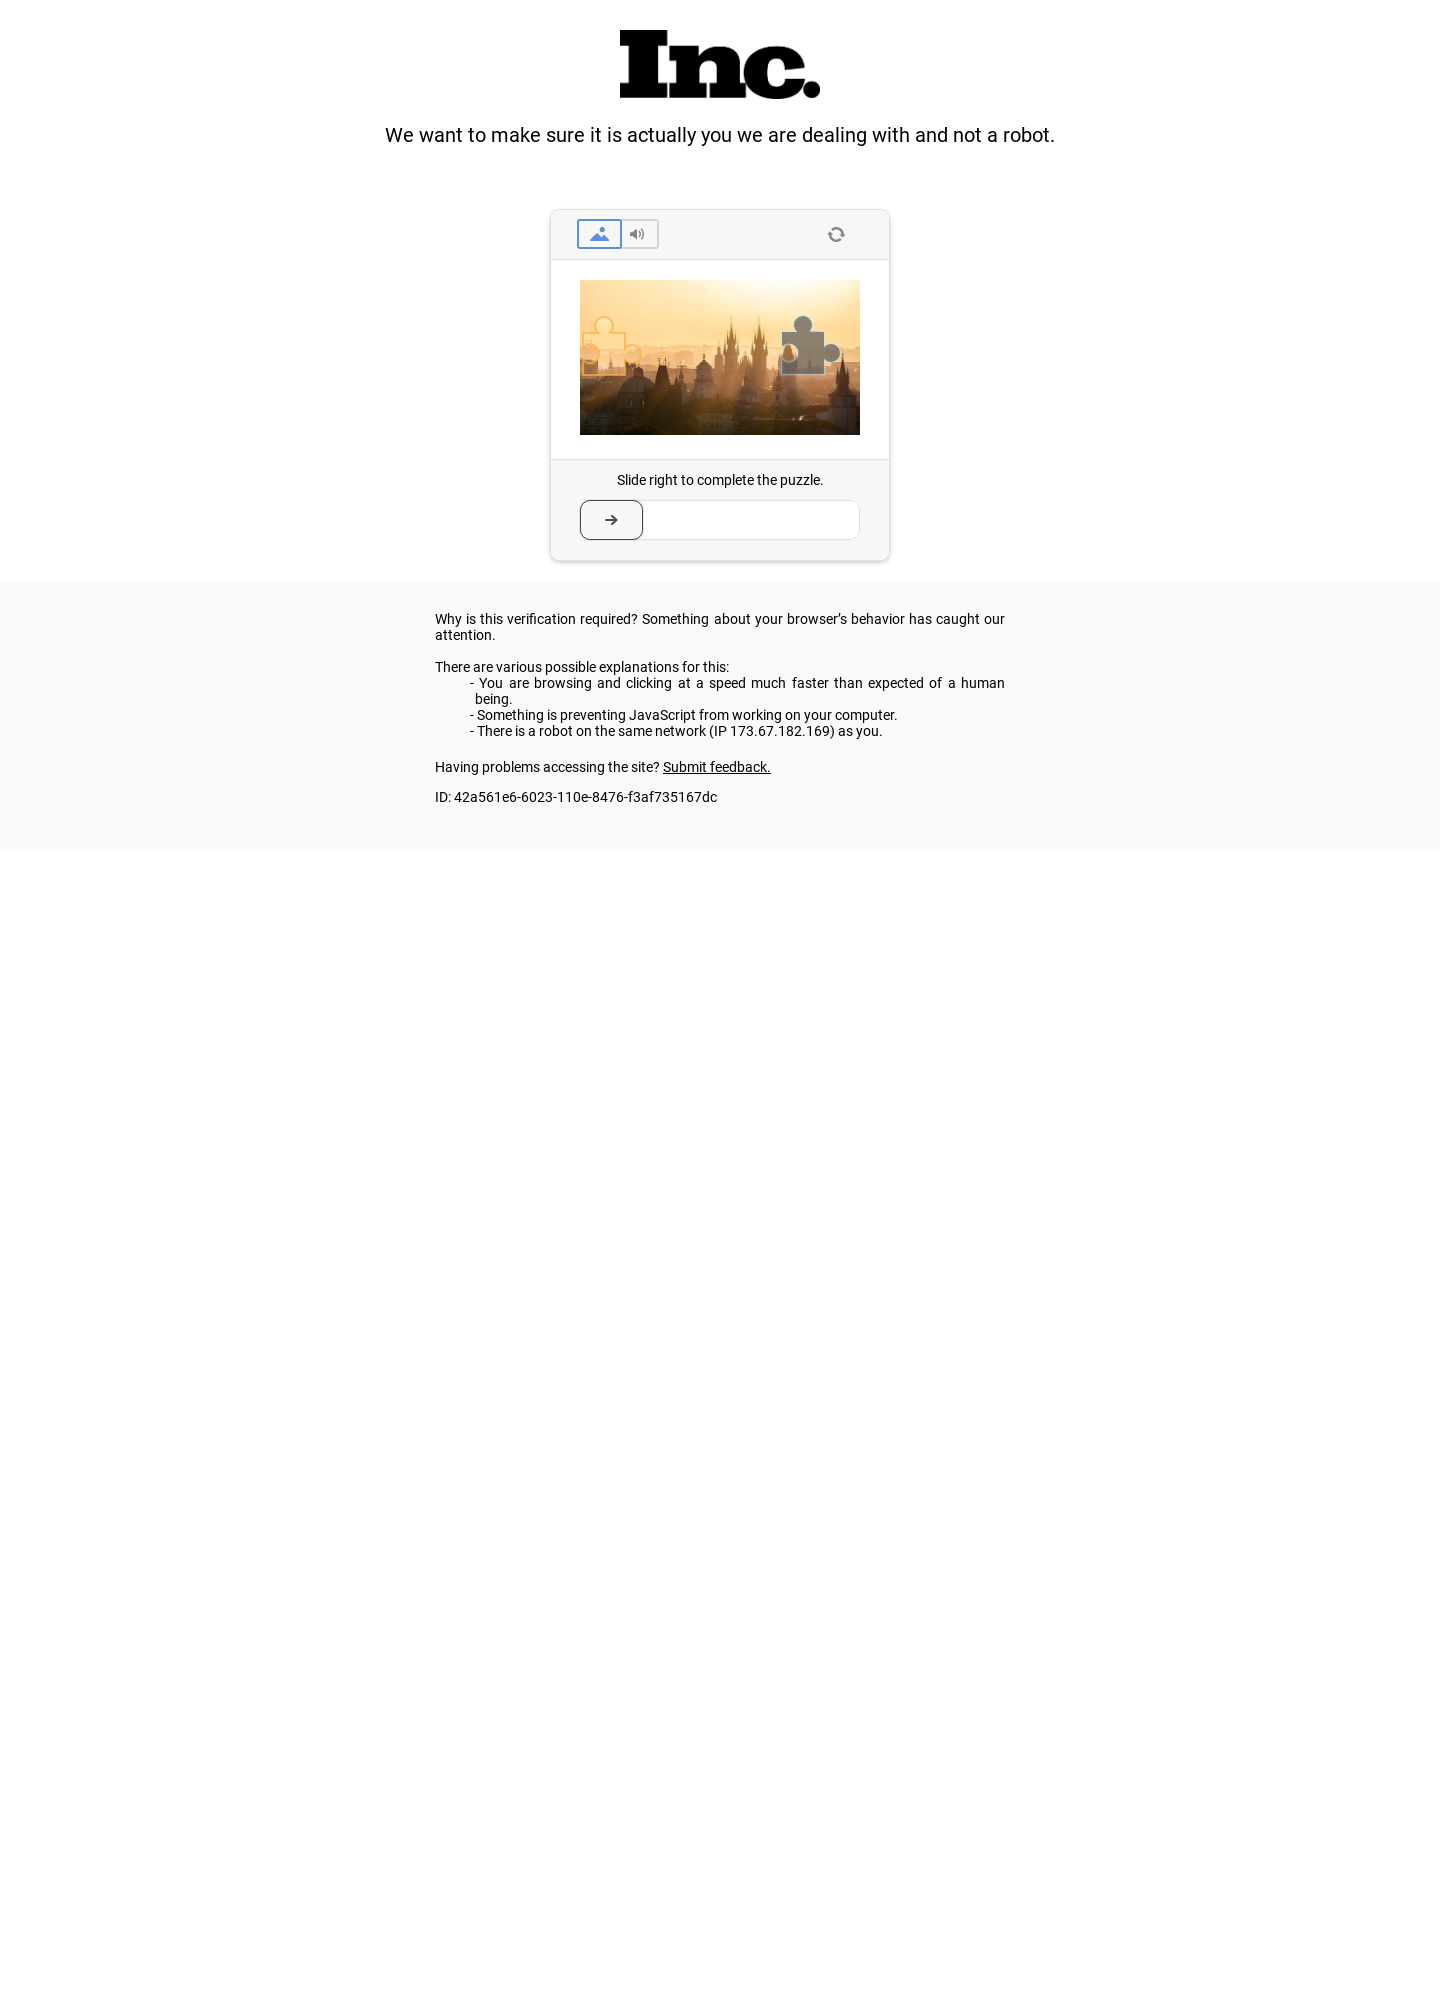 Inc.
We want to make sure it is actually you we are dealing with and not a robot.
Slide right to complete the puzzle.
Why is this verification required? Something about your browser’s behavior has caught our
attention.
There are various possible explanations for this:
- You are browsing and clicking at a speed much faster than expected of a human
being.
- Something is preventing JavaScript from working on your computer.
- There is a robot on the same network (IP 173.67.182.169) as you.
Having problems accessing the site? Submit feedback.
ID: 42a561e6-6023-110e-8476-f3af735167dc